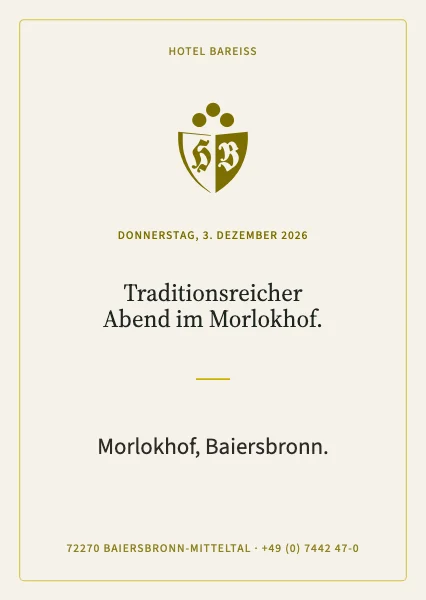 HOTEL BAREISS
H B
DONNERSTAG, 3. DEZEMBER 2026
Traditionsreicher
Abend im Morlokhof.
Morlokhof, Baiersbronn.
72270 BAIERSBRONN-MITTELTAL · +49 (0) 7442 47-0